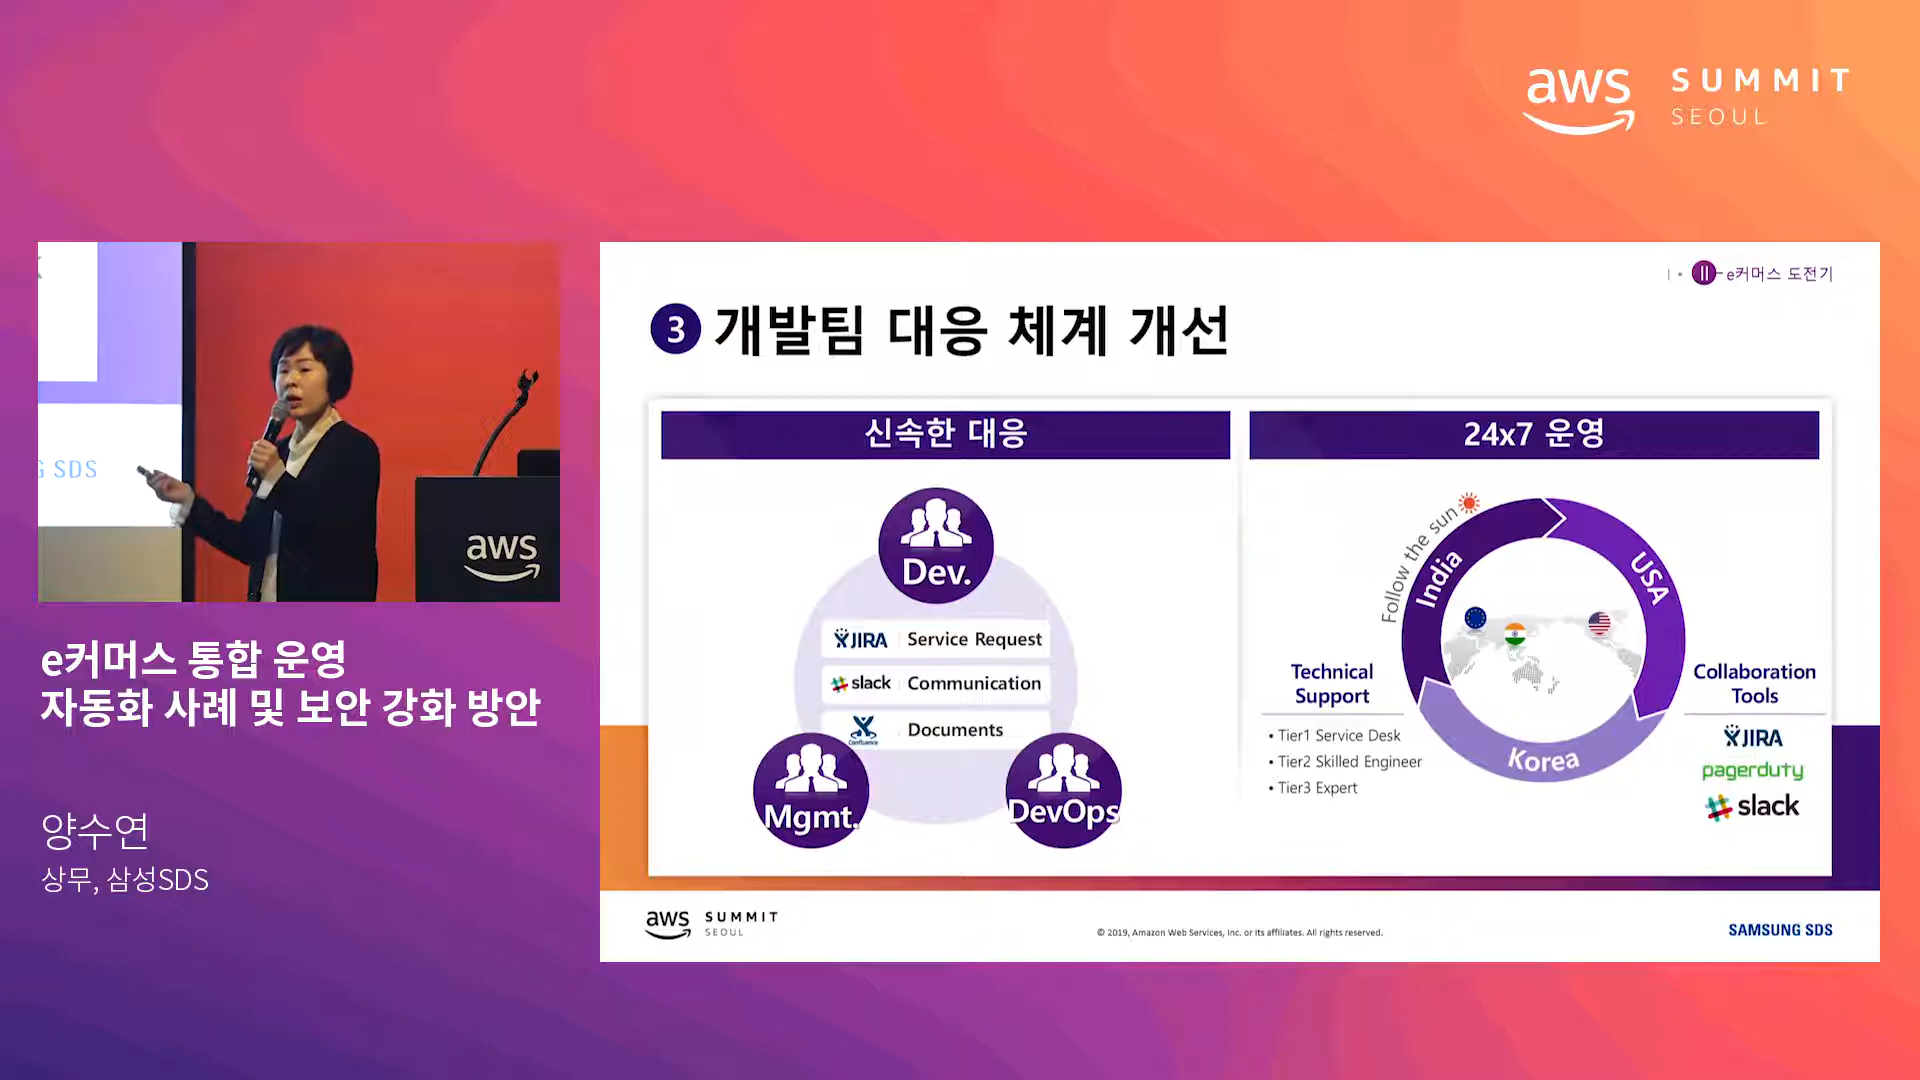 aws SUMMIT
SEOUL
SDS
aws
e커머스 통합 운영
자동화 사례 및 보안 강화 방안
양수연
상무, 삼성SDS
I • II e커머스 도전기
3 개발팀 대응 체계 개선
신속한 대응
Dev.
JIRA Service Request
slack Communication
Confluence Documents
Mgmt.
DevOps
24x7 운영
Follow the sun
India
USA
Korea
Technical
Support
• Tier1 Service Desk
• Tier2 Skilled Engineer
• Tier3 Expert
Collaboration
Tools
JIRA
pagerduty
slack
aws SUMMIT
SEOUL
© 2019, Amazon Web Services, Inc. or its affiliates. All rights reserved.
SAMSUNG SDS